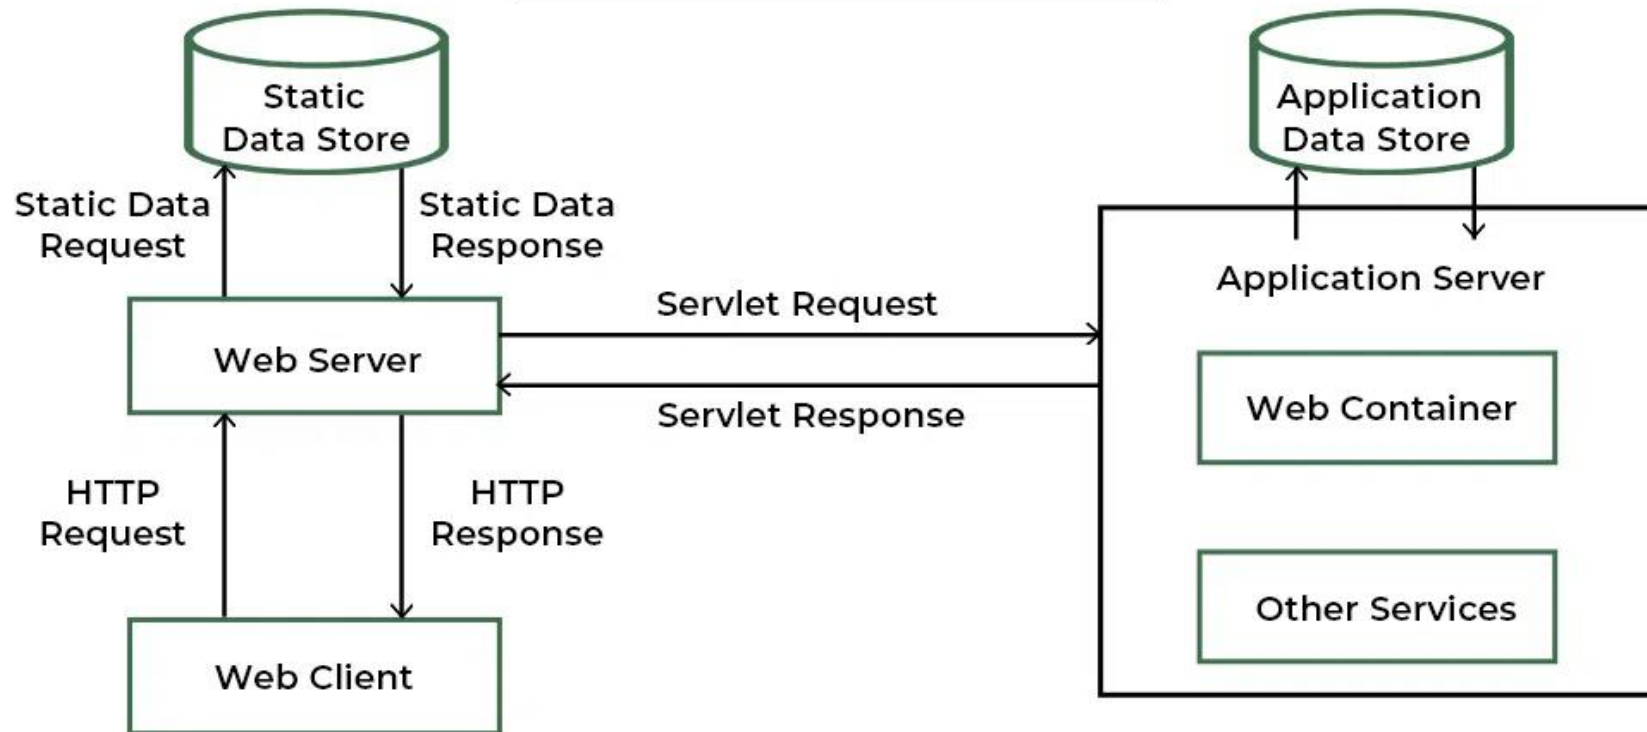 Static
Data Store
Application
Data Store
Static Data
Request
Static Data
Response
Application Server
Servlet Request
Web Server
Servlet Response
Web Container
HTTP
Request
HTTP
Response
Other Services
Web Client